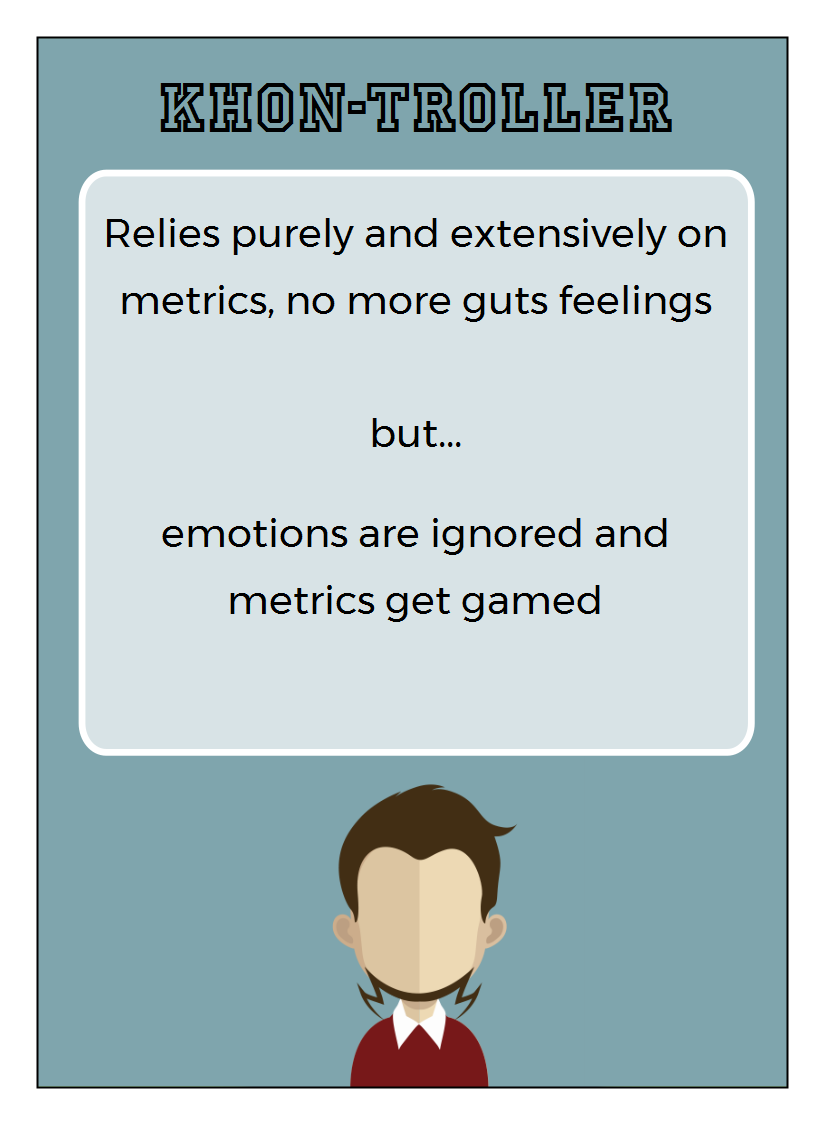 KHON-TROLLER
Relies purely and extensively on
metrics, no more guts feelings
but...
emotions are ignored and
metrics get gamed